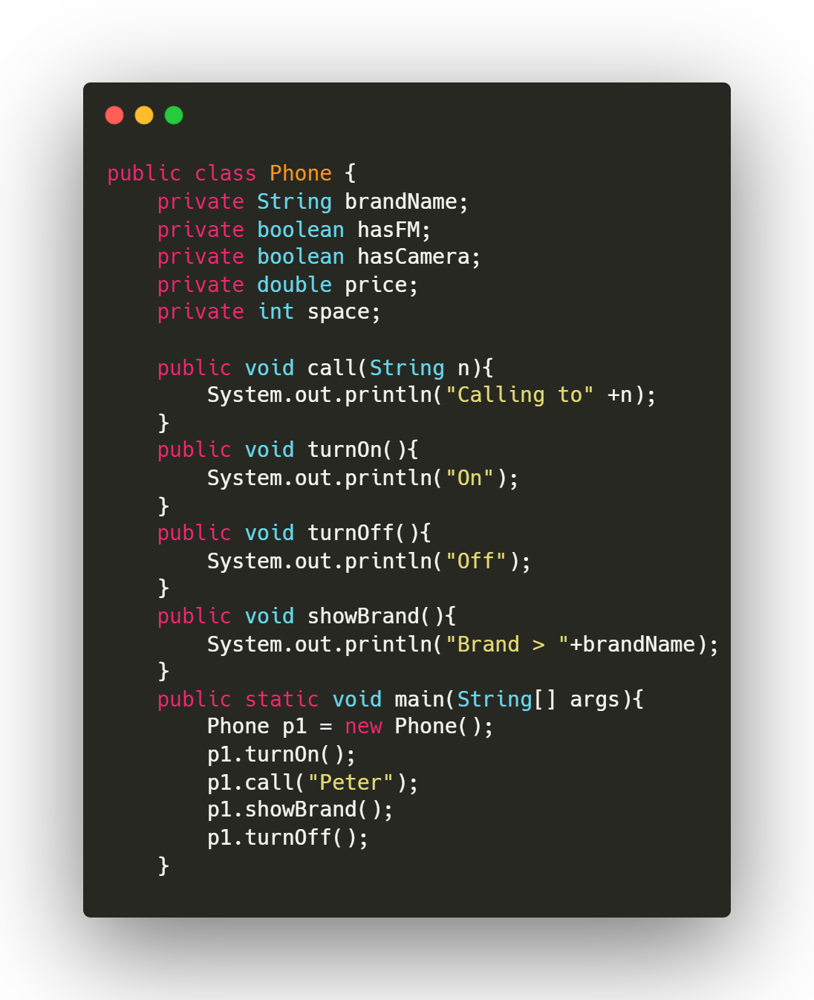 public class Phone {
    private String brandName;
    private boolean hasFM;
    private boolean hasCamera;
    private double price;
    private int space;

    public void call(String n){
        System.out.println("Calling to" +n);
    }
    public void turnOn(){
        System.out.println("On");
    }
    public void turnOff(){
        System.out.println("Off");
    }
    public void showBrand(){
        System.out.println("Brand > "+brandName);
    }
    public static void main(String[] args){
        Phone p1 = new Phone();
        p1.turnOn();
        p1.call("Peter");
        p1.showBrand();
        p1.turnOff();
    }